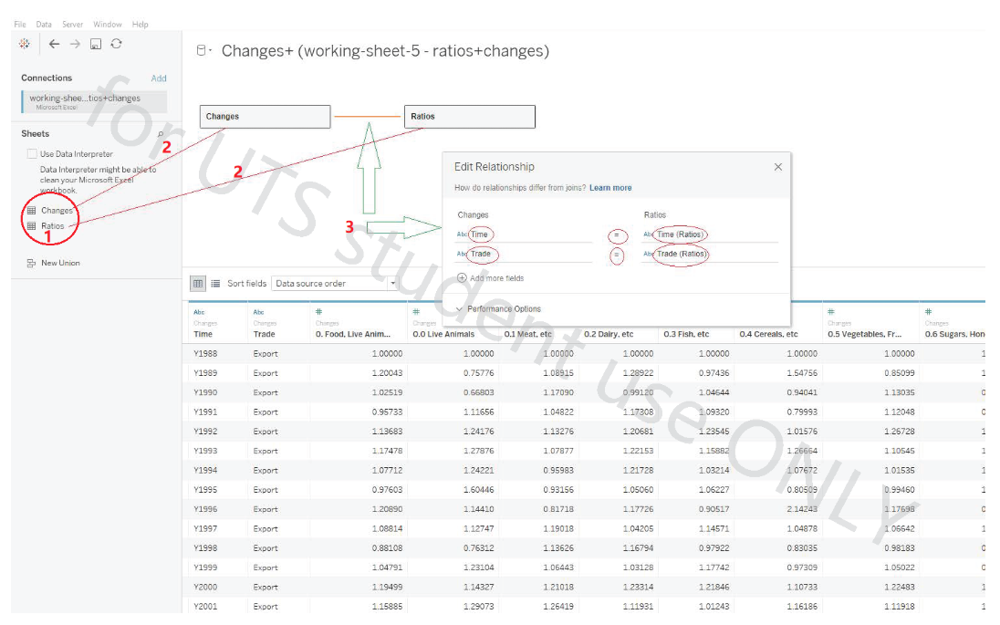 File Data Server Window Help
Changes+ (working-sheet-5 - ratios+changes)
Connections Add
working-shee...tios+changes
Microsoft Excel
Sheets
Use Data Interpreter
Data Interpreter might be able to
clean your Microsoft Excel
workbook.
Changes
Ratios
1
New Union
2
2
3
Changes Ratios
Edit Relationship
How do relationships differ from joins? Learn more
Changes Ratios
Abc Time = Abc Time (Ratios)
Abc Trade = Abc Trade (Ratios)
Add more fields
Performance Options
Sort fields Data source order
Abc Abc # # # #
Changes Changes Changes Changes Changes Changes
Time Trade 0. Food, Live Anim... 0.0 Live Animals 0.1 Meat, etc 0.2 Dairy, etc 0.3 Fish, etc 0.4 Cereals, etc 0.5 Vegetables, Fr... 0.6 Sugars, Hon
Y1988 Export 1.00000 1.00000 1.00000 1.00000 1.00000 1.00000 1.00000 1
Y1989 Export 1.20043 0.75776 1.08915 1.28922 0.97436 1.54756 0.85099 1
Y1990 Export 1.02519 0.66803 1.17090 0.99120 1.04644 0.94041 1.13035 0
Y1991 Export 0.95733 1.11656 1.04822 1.17308 1.09320 0.79993 1.12048 0
Y1992 Export 1.13683 1.24176 1.13276 1.20681 1.23545 1.01576 1.26728 1
Y1993 Export 1.17478 1.27876 1.07877 1.22153 1.15882 1.26664 1.10545 1
Y1994 Export 1.07712 1.24221 0.95983 1.21728 1.03214 1.07672 1.01535 1
Y1995 Export 0.97603 1.60446 0.93156 1.05060 1.06227 0.80509 0.99460 1
Y1996 Export 1.20890 1.14410 0.81718 1.17726 0.90517 2.14243 1.17698 0
Y1997 Export 1.08814 1.12747 1.19018 1.04205 1.14571 1.04878 1.06642 1
Y1998 Export 0.88108 0.76312 1.13626 1.16794 0.97922 0.83035 0.98183 0
Y1999 Export 1.04791 1.23104 1.06443 1.03128 1.17742 0.97309 1.05022 0
Y2000 Export 1.19499 1.14327 1.21018 1.23314 1.21846 1.10733 1.22483 1
Y2001 Export 1.15885 1.29073 1.26419 1.11931 1.01243 1.16186 1.11918 1
for UTS student use ONLY